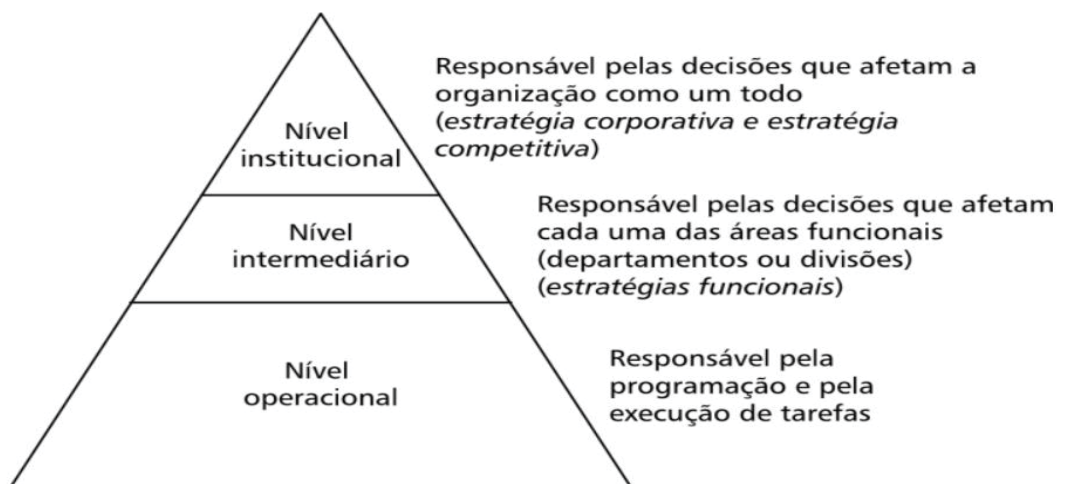 Responsável pelas decisões que afetam a
organização como um todo
(estratégia corporativa e estratégia
competitiva)
Nível
institucional
Responsável pelas decisões que afetam
cada uma das áreas funcionais
(departamentos ou divisões)
(estratégias funcionais)
Nível
intermediário
Responsável pela
programação e pela
execução de tarefas
Nível
operacional